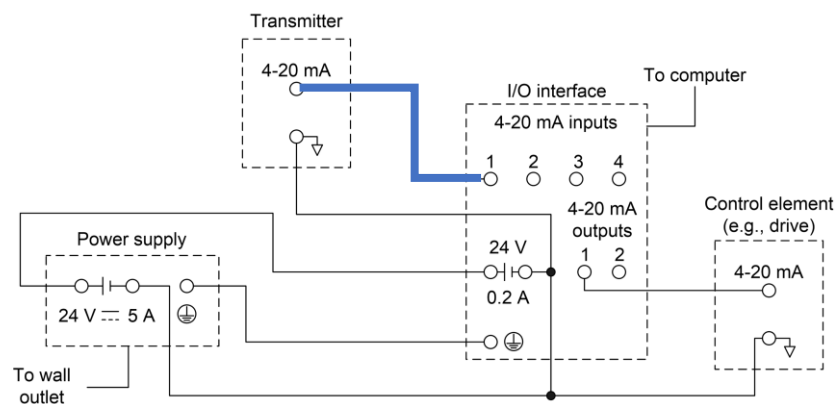 Transmitter
4-20 mA
To computer
I/O interface
4-20 mA inputs
1 2 3 4
4-20 mA
outputs
1 2
Control element
(e.g., drive)
4-20 mA
Power supply
24 V ⎓ 5 A
24 V
0.2 A
To wall
outlet